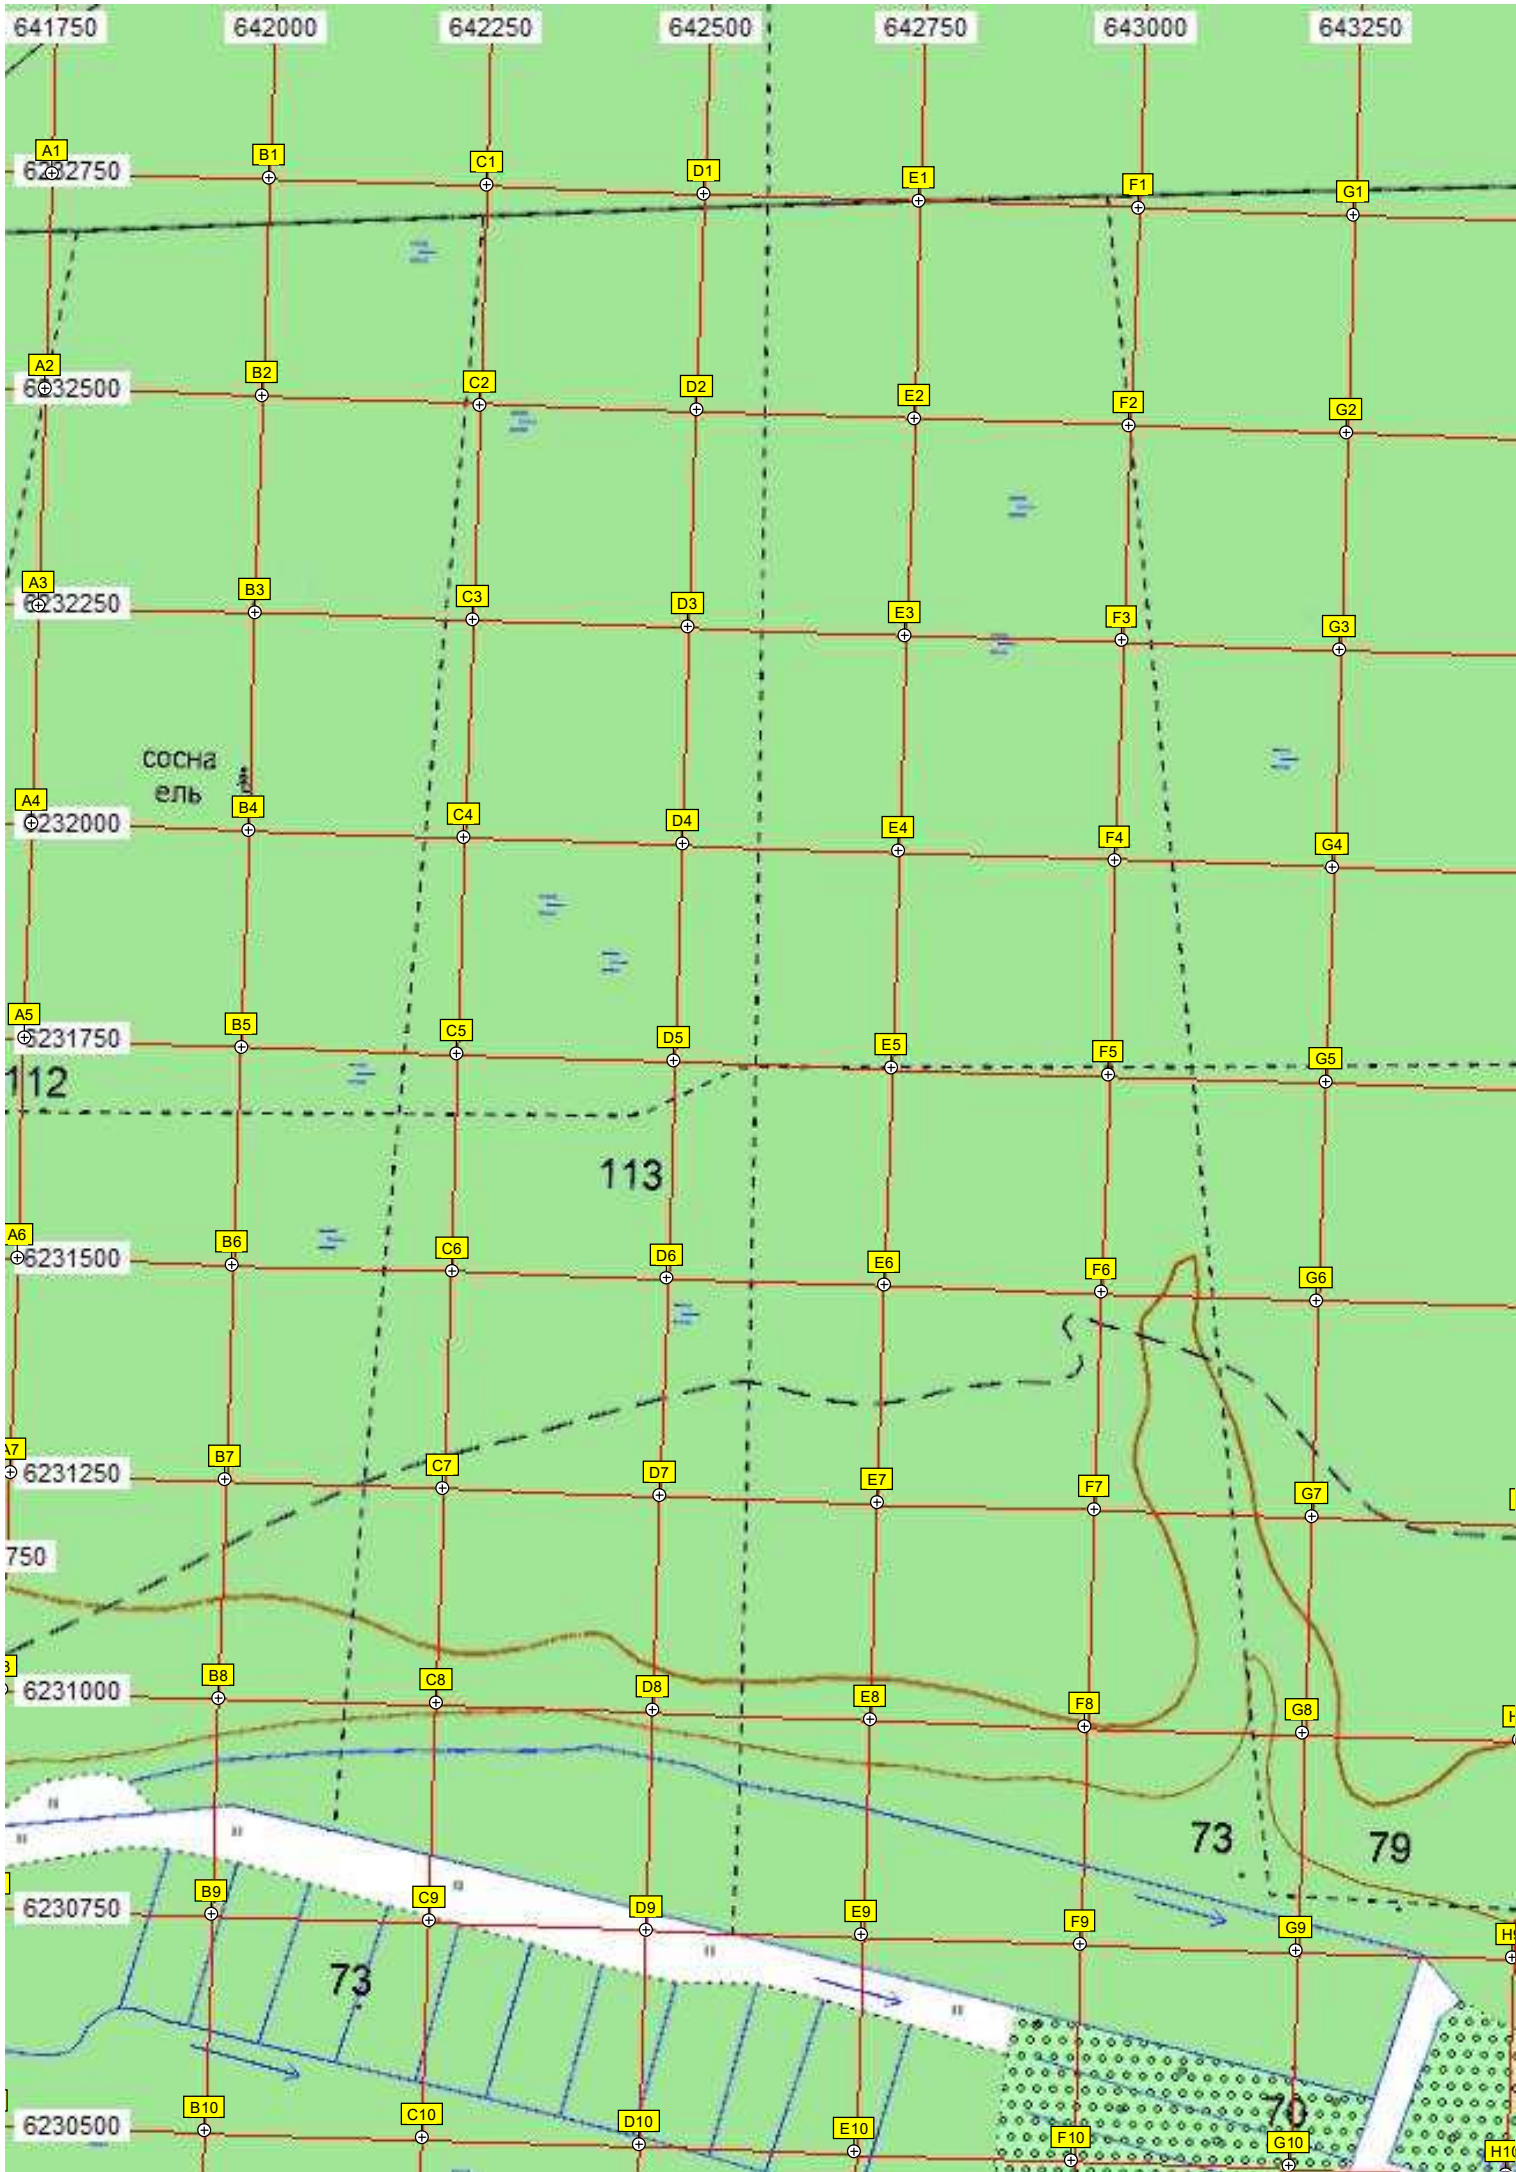 641750 642000 642250 642500 642750 643000 643250
A1 B1 C1 D1 E1 F1 G1
6232750
A2 B2 C2 D2 E2 F2 G2
6232500
A3 B3 C3 D3 E3 F3 G3
6232250
сосна
ель
A4 B4 C4 D4 E4 F4 G4
6232000
A5 B5 C5 D5 E5 F5 G5
6231750
112
113
A6 B6 C6 D6 E6 F6 G6
6231500
A7 B7 C7 D7 E7 F7 G7
6231250
750
B8 C8 D8 E8 F8 G8
6231000
73 79
B9 C9 D9 E9 F9 G9 H9
6230750
73
70
B10 C10 D10 E10 F10 G10 H10
6230500